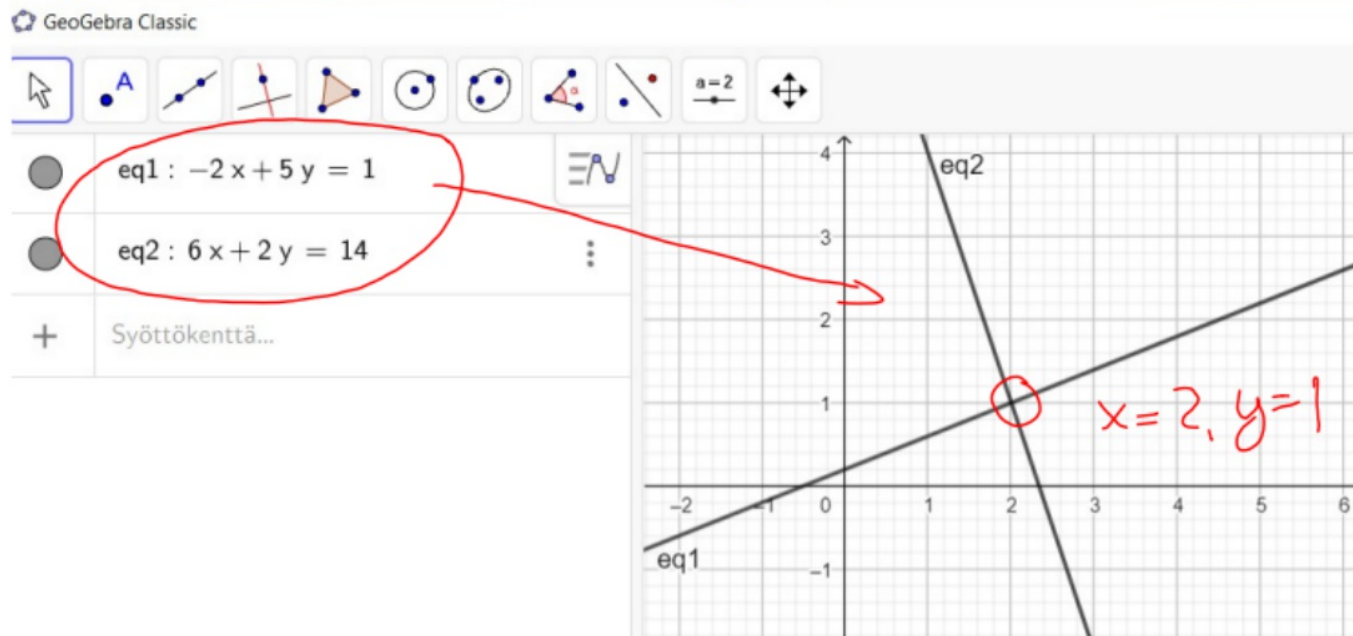 GeoGebra Classic
A
a = 2
eq1 : −2 x + 5 y = 1
eq2 : 6 x + 2 y = 14
+ Syöttökenttä...
eq2
4
3
2
1
x=2, y=1
−2 −1 0 1 2 3 4 5 6
eq1
−1